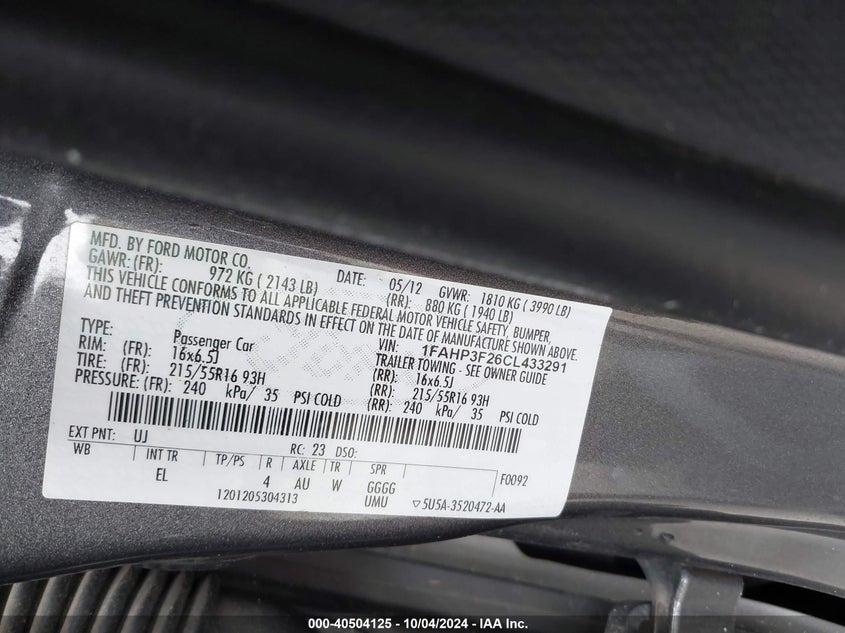 MFD. BY FORD MOTOR CO.
DATE: 05/12 GVWR: 1810 KG ( 3990 LB)
GAWR: (FR): 972 KG ( 2143 LB) (RR): 880 KG ( 1940 LB)
THIS VEHICLE CONFORMS TO ALL APPLICABLE FEDERAL MOTOR VEHICLE SAFETY, BUMPER,
AND THEFT PREVENTION STANDARDS IN EFFECT ON THE DATE OF MANUFACTURE SHOWN ABOVE.
VIN: 1FAHP3F26CL433291
TYPE: Passenger Car TRAILER TOWING - SEE OWNER GUIDE
RIM: (FR): 16x6.5J (RR): 16x6.5J
TIRE: (FR): 215/55R16 93H (RR): 215/55R16 93H
PRESSURE: (FR): 240 kPa/ 35 PSI COLD (RR): 240 kPa/ 35 PSI COLD
EXT PNT: UJ RC: 23 DSO:
WB INT TR TP/PS R AXLE TR SPR F0092
EL 4 AU W GGGG
1201205304313 UMU ▽5U5A-3520472-AA
000-40504125 - 10/04/2024 - IAA Inc.